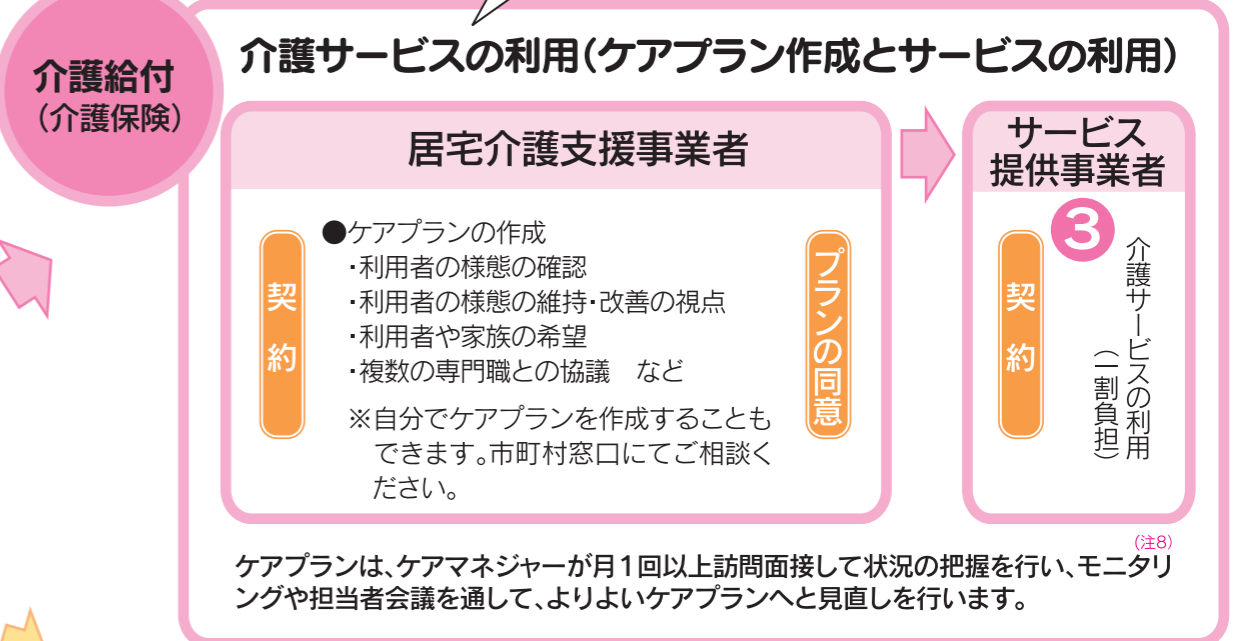 介護給付
（介護保険）
介護サービスの利用（ケアプラン作成とサービスの利用）
居宅介護支援事業者
契約
●ケアプランの作成
・利用者の様態の確認
・利用者の様態の維持・改善の視点
・利用者や家族の希望
・複数の専門職との協議　など
※自分でケアプランを作成することも
できます。市町村窓口にてご相談く
ださい。
プランの同意
サービス
提供事業者
3
契約
介護サービスの利用
（一割負担）
（注8）
ケアプランは、ケアマネジャーが月1回以上訪問面接して状況の把握を行い、モニタリ
ングや担当者会議を通して、よりよいケアプランへと見直しを行います。